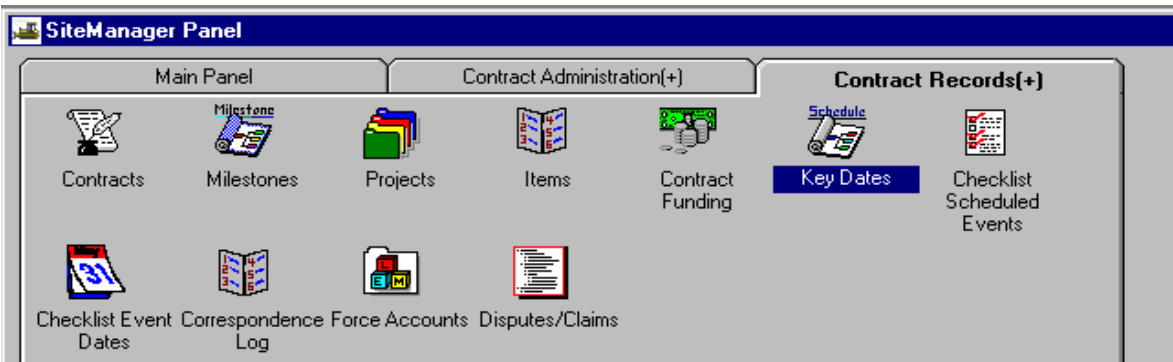 SiteManager Panel
Main Panel
Contract Administration(+)
Contract Records(+)
Milestone
Schedule
Contracts
Milestones
Projects
Items
Contract
Funding
Key Dates
Checklist
Scheduled
Events
31
L
E
M
Checklist Event
Dates
Correspondence
Log
Force Accounts
Disputes/Claims